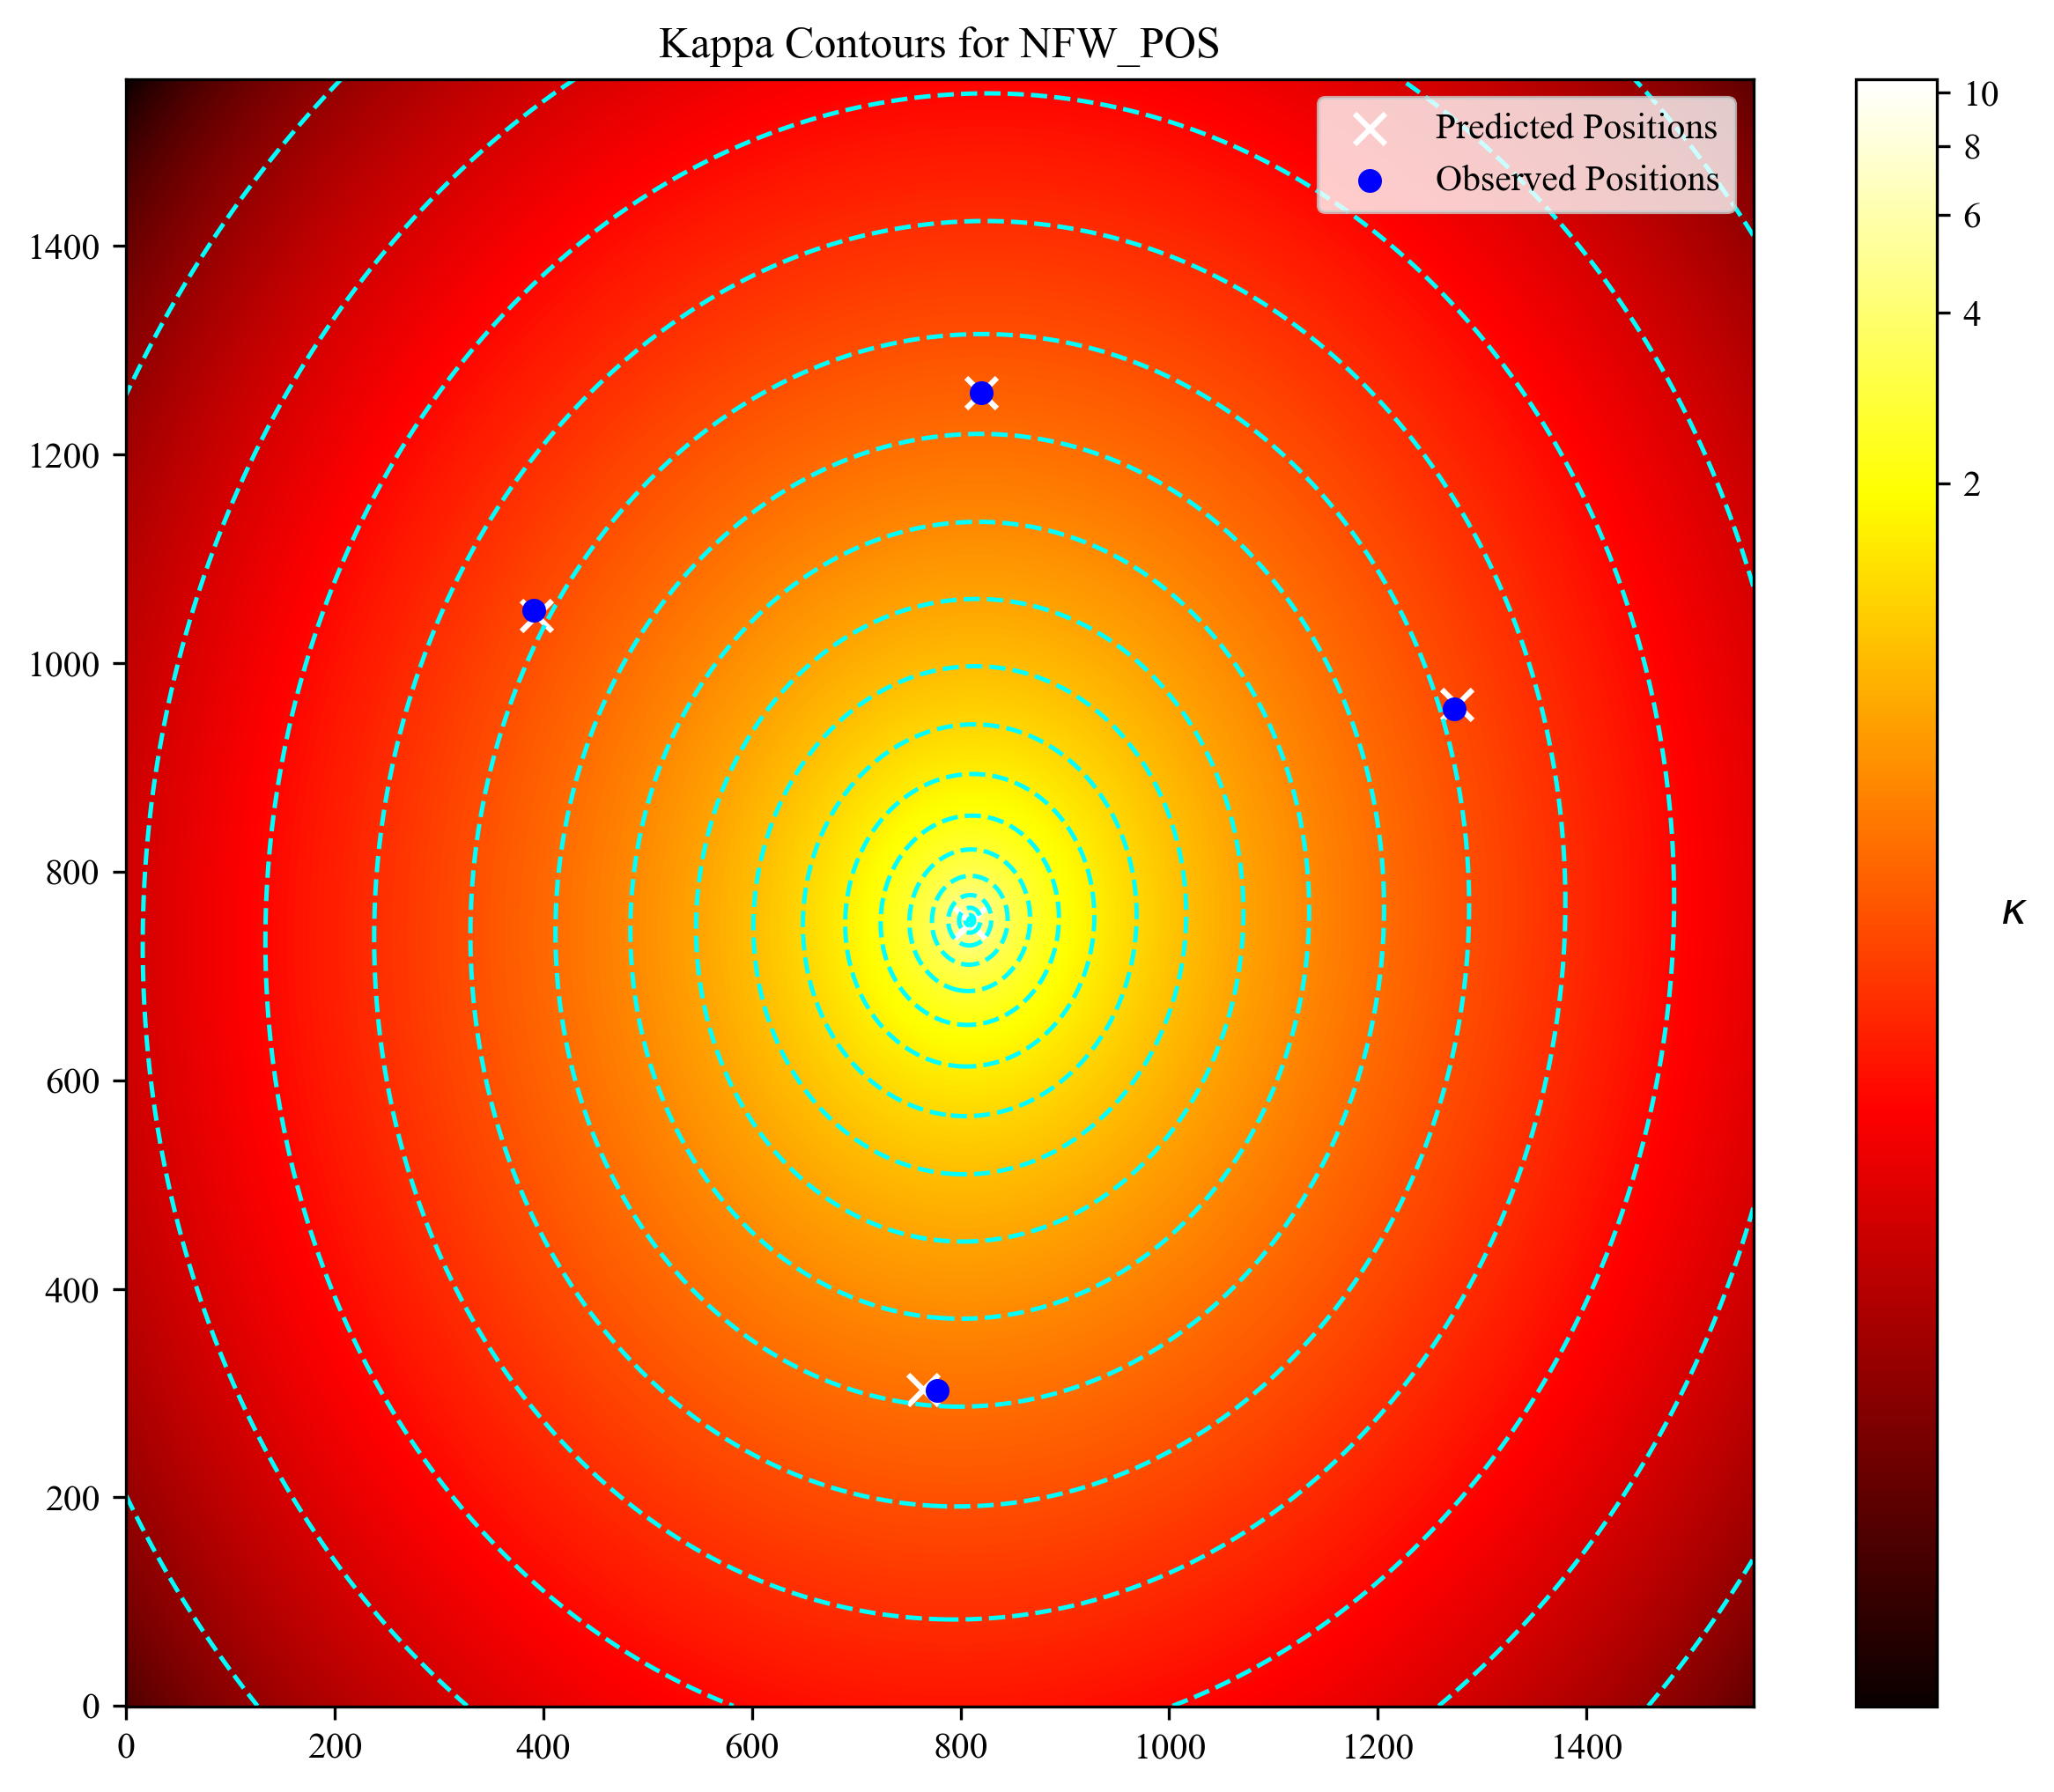 Kappa Contours for NFW_POS
Predicted Positions
Observed Positions
1400
1200
1000
800
600
400
200
0
0 200 400 600 800 1000 1200 1400
10
8
6
4
2
κ